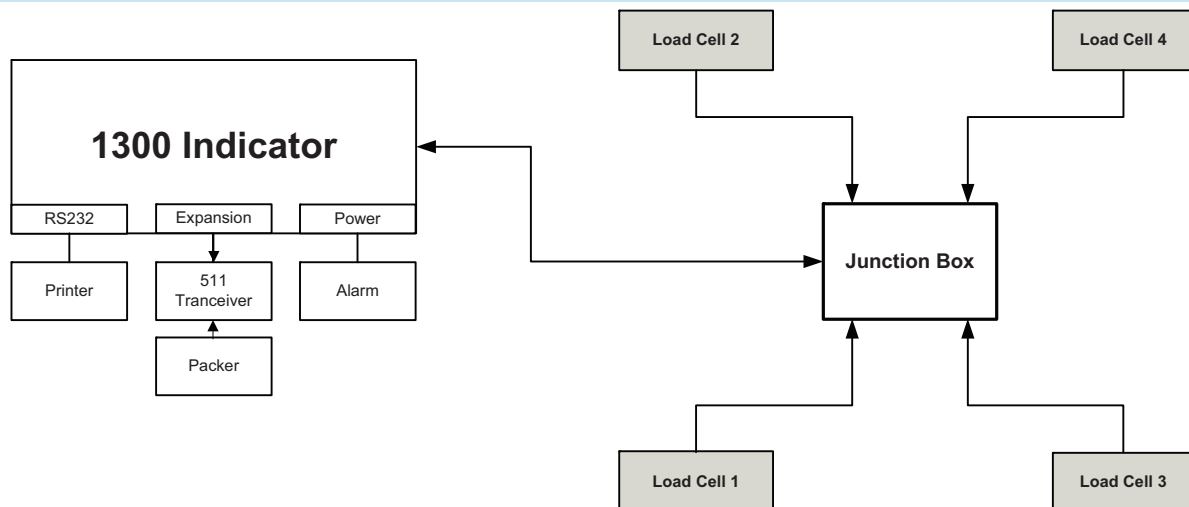 Load Cell 2
Load Cell 4
1300 Indicator
RS232
Expansion
Power
Junction Box
Printer
511
Tranceiver
Alarm
Packer
Load Cell 1
Load Cell 3